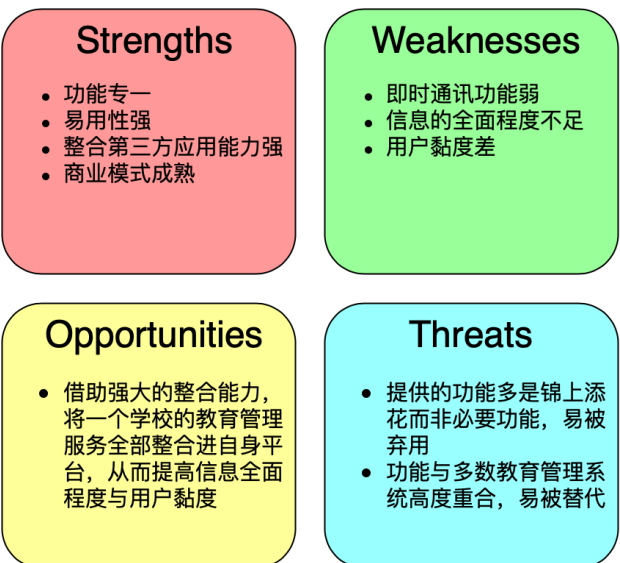 Strengths
功能专一
易用性强
整合第三方应用能力强
商业模式成熟
Weaknesses
即时通讯功能弱
信息的全面程度不足
用户黏度差
Opportunities
借助强大的整合能力，
将一个学校的教育管理
服务全部整合进自身平
台，从而提高信息全面
程度与用户黏度
Threats
提供的功能多是锦上添
花而非必要功能，易被
弃用
功能与多数教育管理系
统高度重合，易被替代